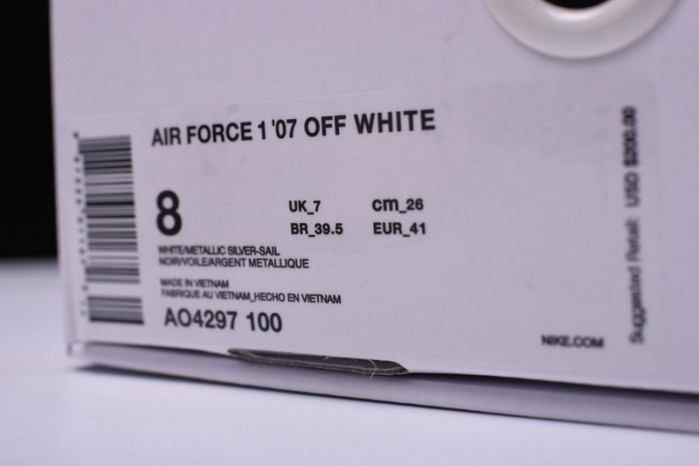 AIR FORCE 1 '07 OFF WHITE
8
UK_7 cm_26
BR_39.5 EUR_41
WHITE/METALLIC SILVER-SAIL
NOIR/VOILE/ARGENT METALLIQUE
MADE IN VIETNAM
FABRIQUE AU VIETNAM_HECHO EN VIETNAM
AO4297 100
NIKE.COM
Suggested Retail: USD $200.00